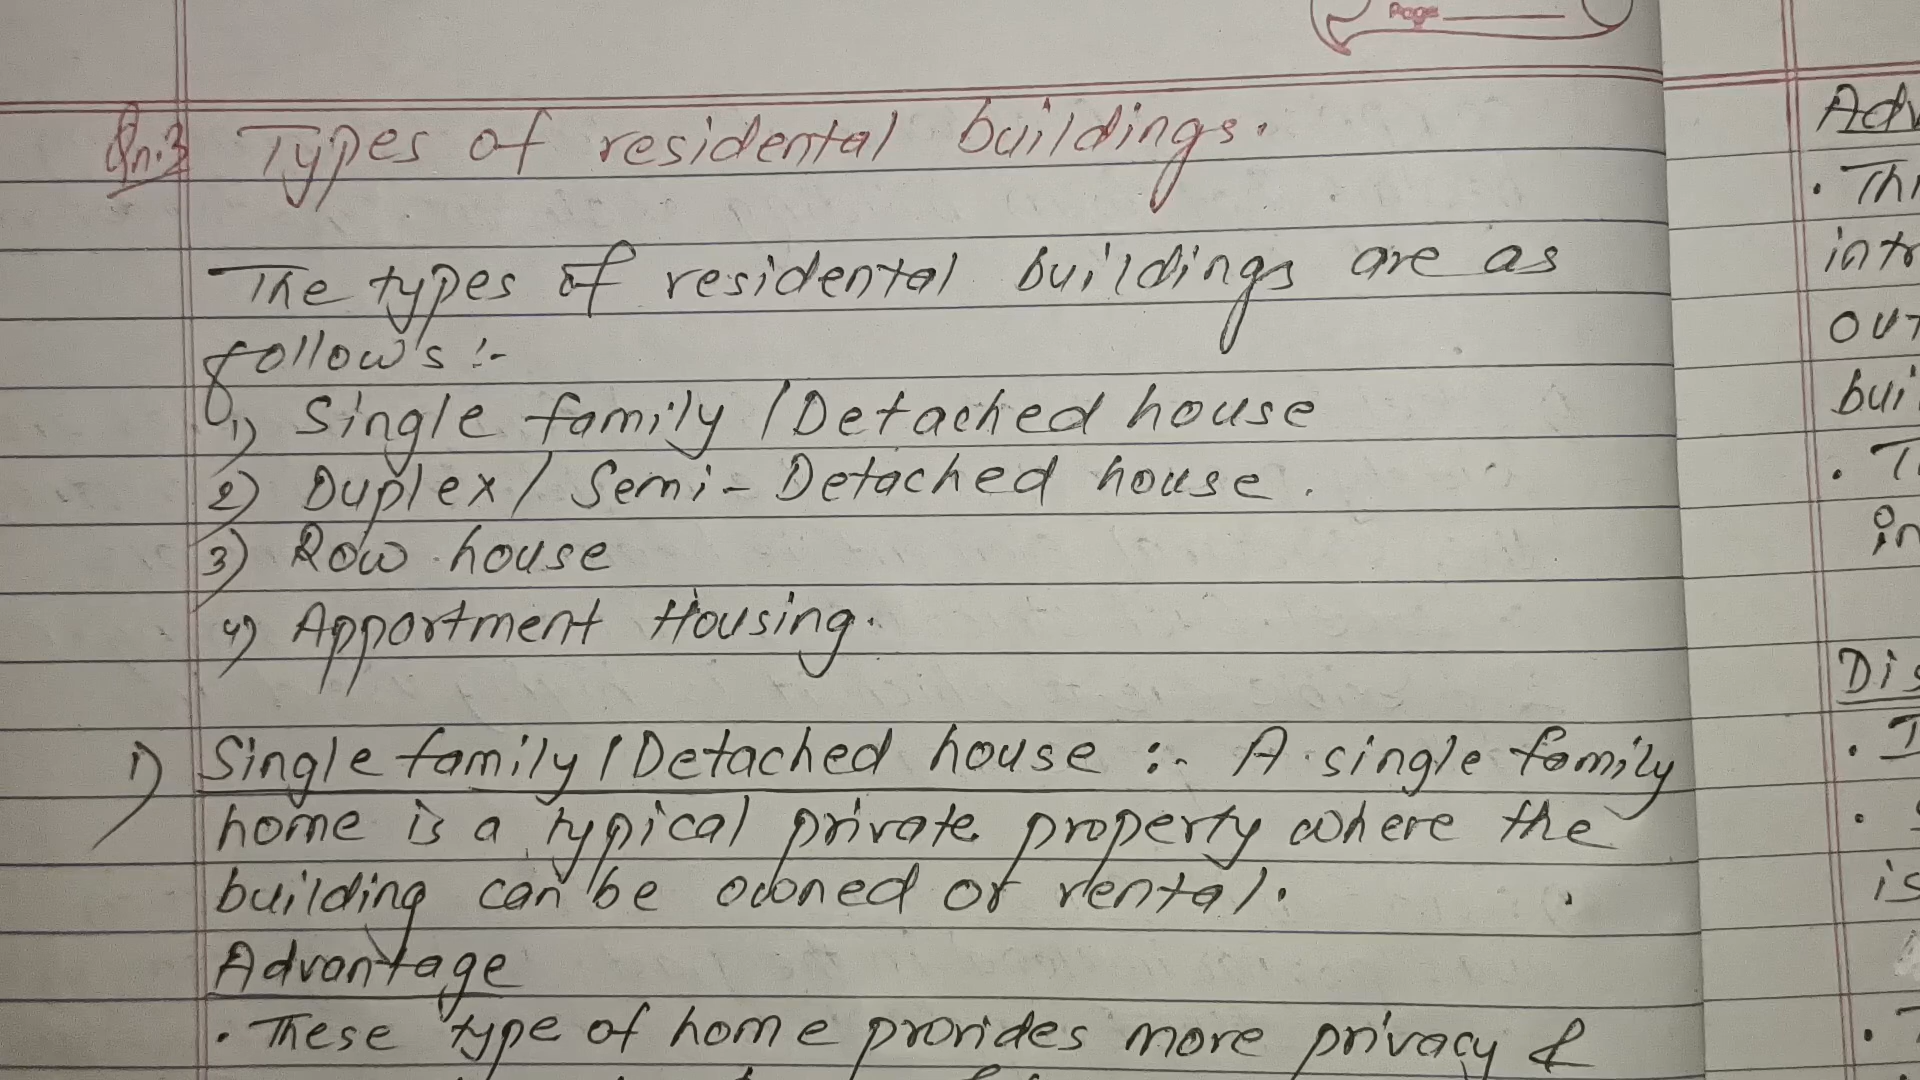 Page
Qn.3 Types of residental buildings.
The types of residental buildings are as
follow's :-
1) Single family / Detached house
2) Duplex / Semi - Detached house.
3) Row house
4) Apportment Housing.
1) Single family / Detached house :- A single family
home is a typical private property where the
building can be owned or rental.
Advantage
• These type of home provides more privacy &
Adv
• Thi
intr
out
bui
• T
in
Dis
• I
is